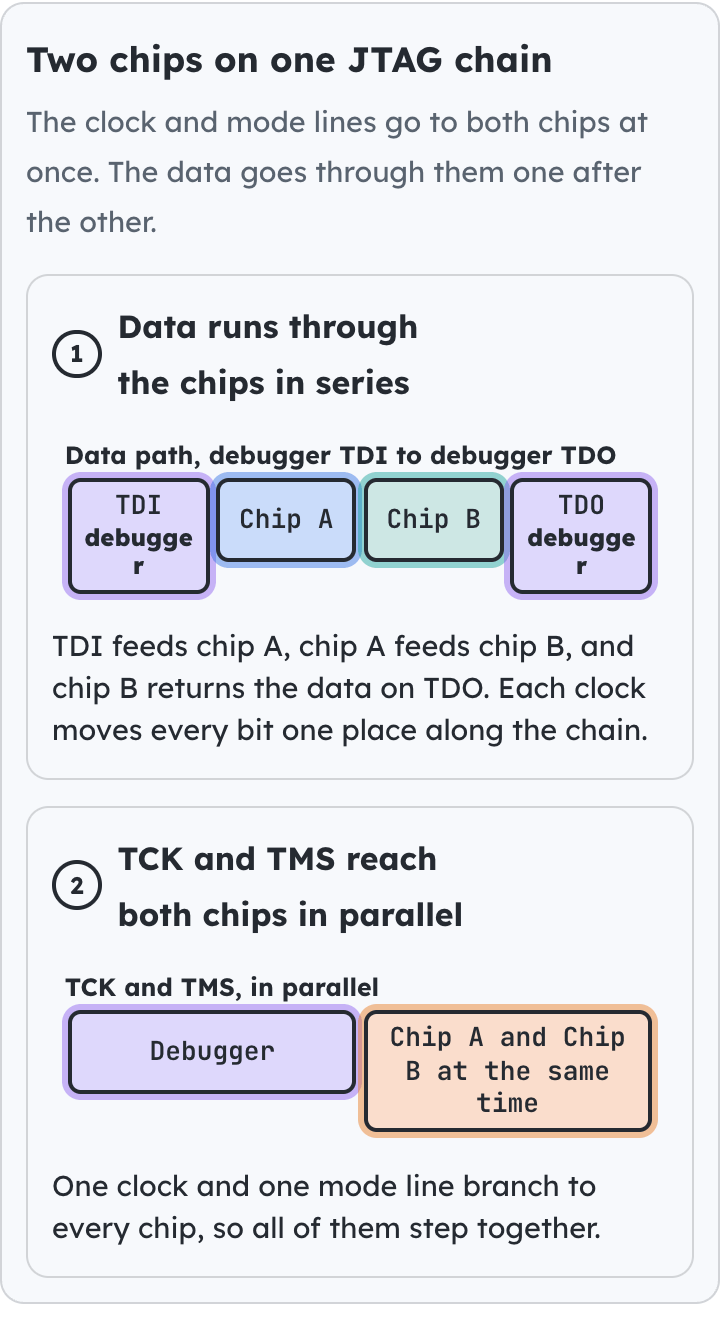 Two chips on one JTAG chain
The clock and mode lines go to both chips at
once. The data goes through them one after
the other.
1
Data runs through
the chips in series
Data path, debugger TDI to debugger TDO
TDI
debugge
r
Chip A
Chip B
TDO
debugge
r
TDI feeds chip A, chip A feeds chip B, and
chip B returns the data on TDO. Each clock
moves every bit one place along the chain.
2
TCK and TMS reach
both chips in parallel
TCK and TMS, in parallel
Debugger
Chip A and Chip
B at the same
time
One clock and one mode line branch to
every chip, so all of them step together.